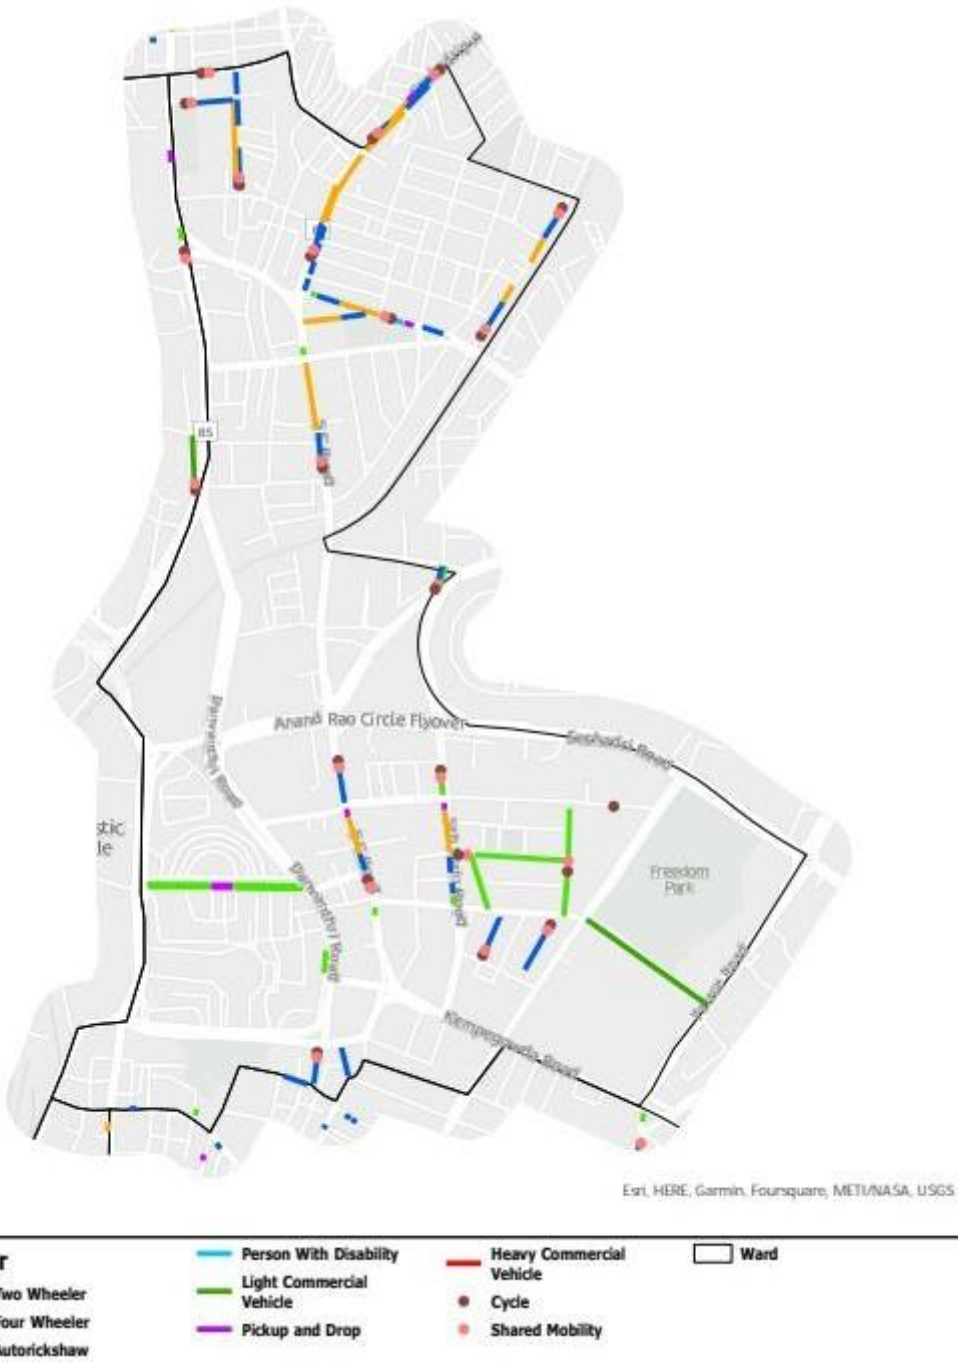 85
Anand Rao Circle Flyover
Seshadri Road
stic
le
Freedom
Park
Kempegowda Road
Esri, HERE, Garmin, Foursquare, METI/NASA, USGS
r
Two Wheeler
Four Wheeler
Autorickshaw
Person With Disability
Light Commercial
Vehicle
Pickup and Drop
Heavy Commercial
Vehicle
Cycle
Shared Mobility
Ward